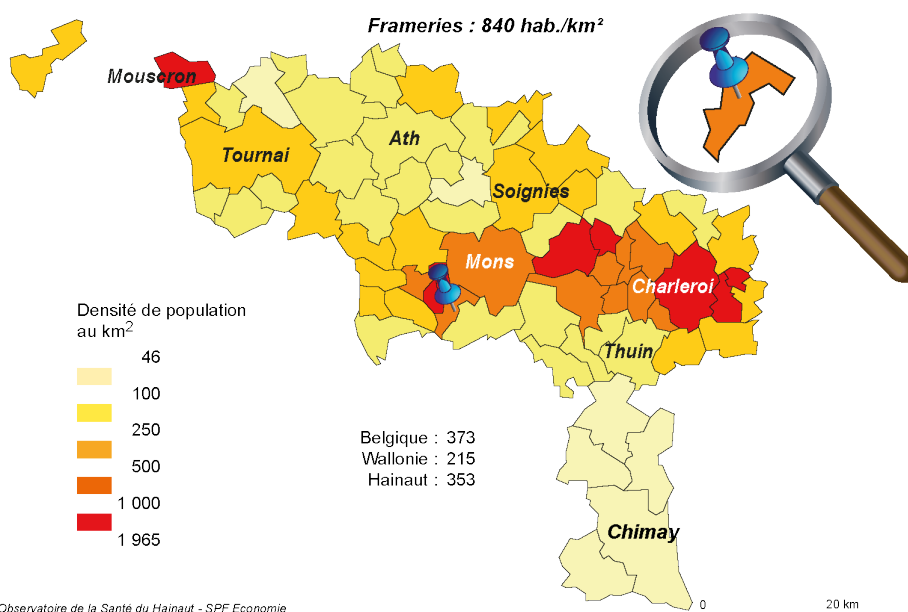 Frameries : 840 hab./km²
Mouscron
Ath
Tournai
Soignies
Mons
Charleroi
Thuin
Chimay
Densité de population
au km2
46
100
250
500
1 000
1 965
Belgique : 373
Wallonie : 215
Hainaut : 353
Observatoire de la Santé du Hainaut - SPF Economie
0 20 km